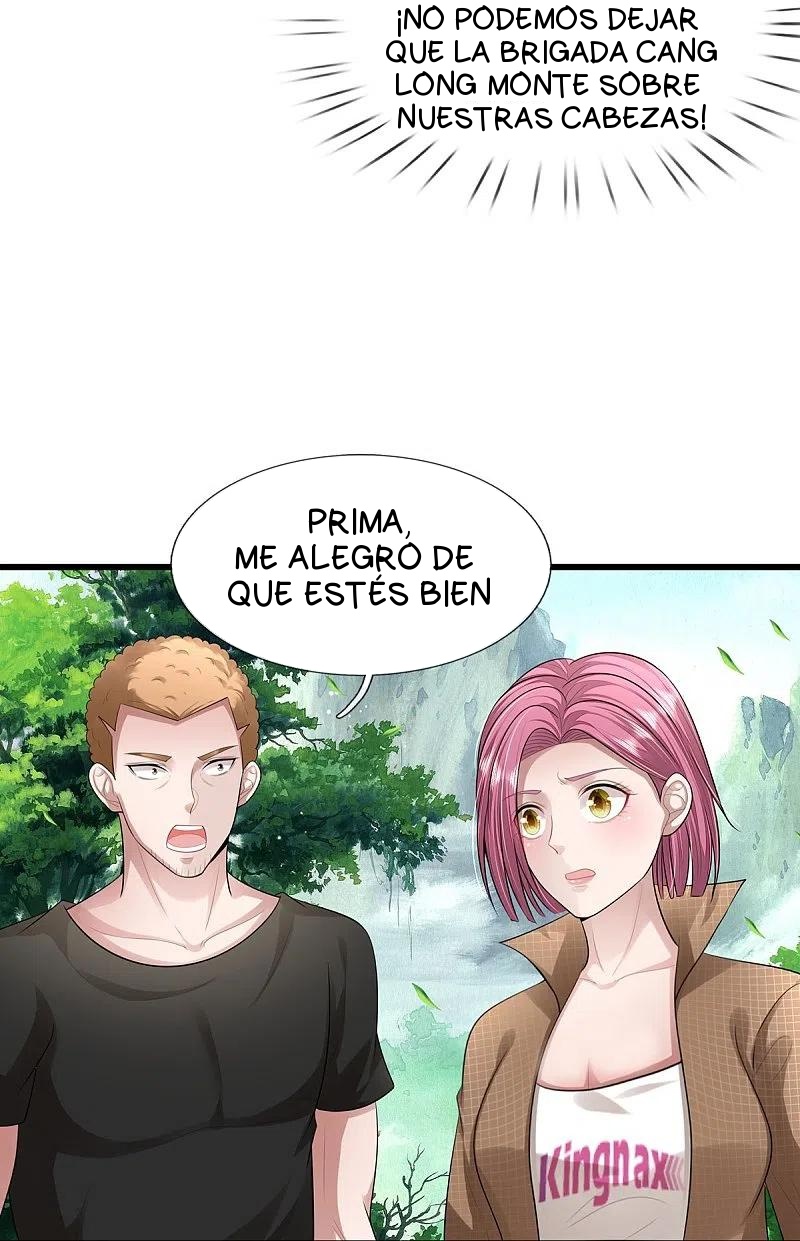 ¡NO PODEMOS DEJAR
QUE LA BRIGADA CANG
LONG MONTE SOBRE
NUESTRAS CABEZAS!
PRIMA,
ME ALEGRO DE
QUE ESTÉS BIEN
Kingnax